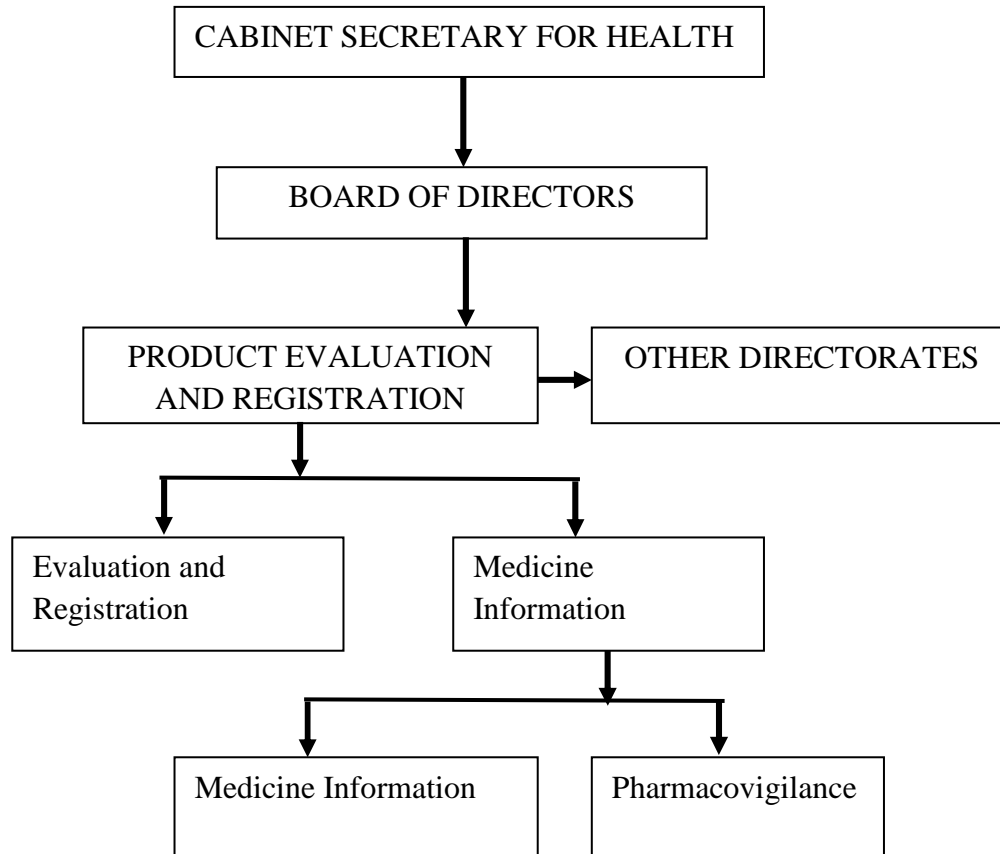 CABINET SECRETARY FOR HEALTH
BOARD OF DIRECTORS
PRODUCT EVALUATION
AND REGISTRATION
OTHER DIRECTORATES
Evaluation and
Registration
Medicine
Information
Medicine Information
Pharmacovigilance